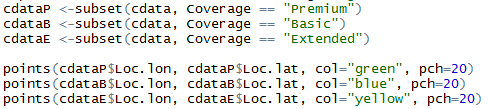 cdataP <-subset(cdata, Coverage == "Premium")
cdataB <-subset(cdata, Coverage == "Basic")
cdataE <-subset(cdata, Coverage == "Extended")
points(cdataP$Loc.lon, cdataP$Loc.lat, col="green", pch=20)
points(cdataB$Loc.lon, cdataB$Loc.lat, col="blue", pch=20)
points(cdataE$Loc.lon, cdataE$Loc.lat, col="yellow", pch=20)